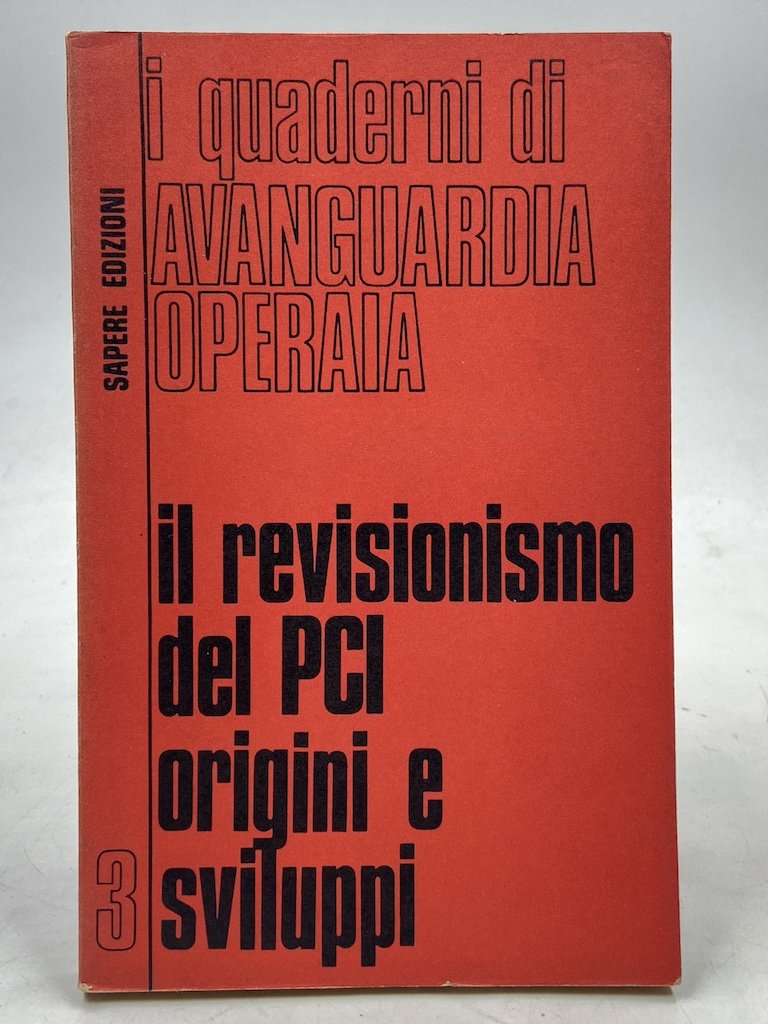 i quaderni di
AVANGUARDIA
OPERAIA
SAPERE EDIZIONI
il revisionismo
del PCI
origini e
sviluppi
3